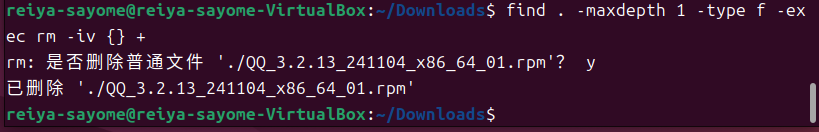 reiya-sayome@reiya-sayome-VirtualBox:~/Downloads$ find . -maxdepth 1 -type f -ex
ec rm -iv {} +
rm: 是否删除普通文件 './QQ_3.2.13_241104_x86_64_01.rpm'？ y
已删除 './QQ_3.2.13_241104_x86_64_01.rpm'
reiya-sayome@reiya-sayome-VirtualBox:~/Downloads$